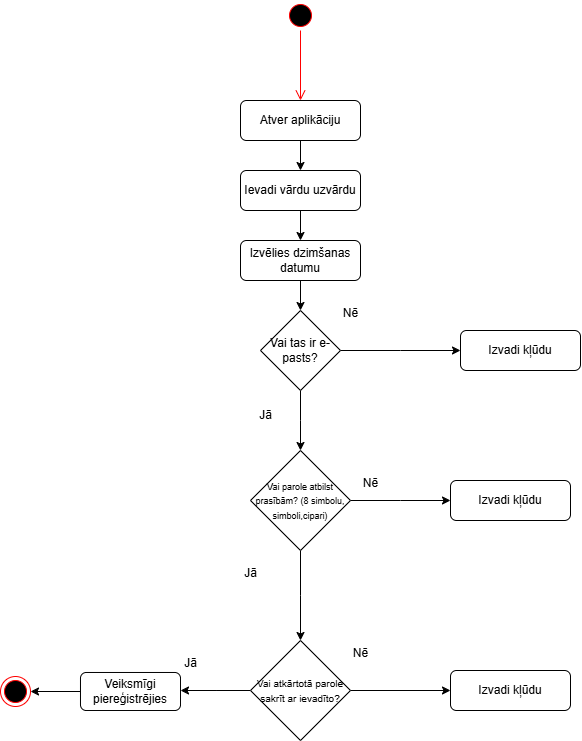 Atver aplikāciju
Ievadi vārdu uzvārdu
Izvēlies dzimšanas
datumu
Nē
Vai tas ir e-
pasts?
Izvadi kļūdu
Jā
Nē
Vai parole atbilst
prasībām? (8 simbolu,
simboli,cipari)
Izvadi kļūdu
Jā
Nē
Jā
Vai atkārtotā parole
sakrīt ar ievadīto?
Izvadi kļūdu
Veiksmīgi
piereģistrējies